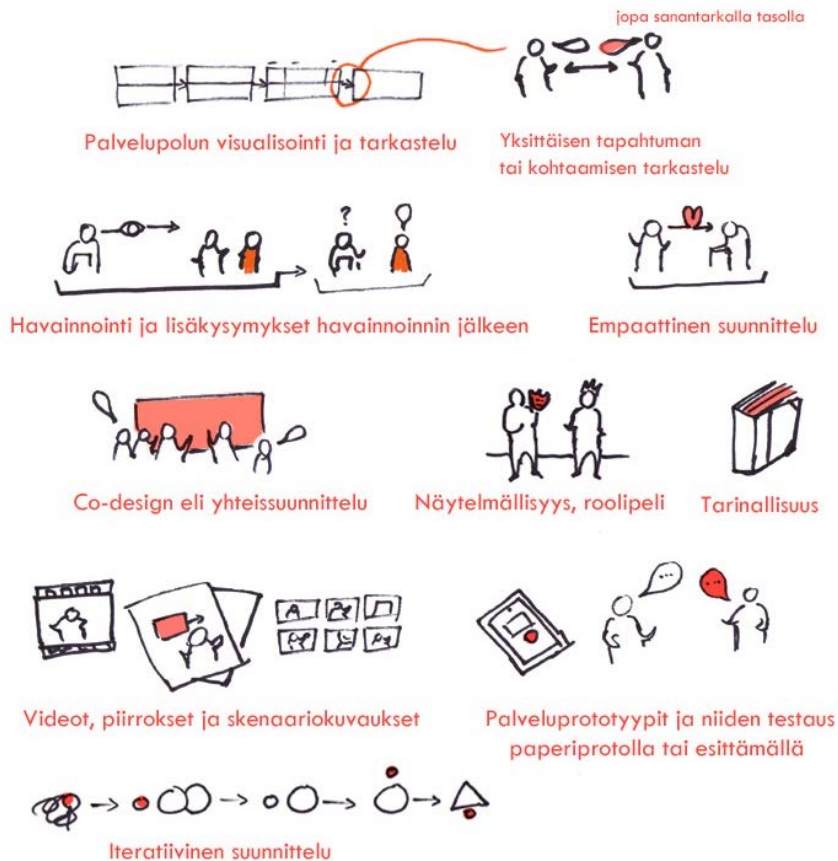 jopa sanantarkalla tasolla
Palvelupolun visualisointi ja tarkastelu
Yksittäisen tapahtuman
tai kohtaamisen tarkastelu
?
Havainnointi ja lisäkysymykset havainnoinnin jälkeen
Empaattinen suunnittelu
Co-design eli yhteissuunnittelu
Näytelmällisyys, roolipeli
Tarinallisuus
Videot, piirrokset ja skenaariokuvaukset
Palveluprototyypit ja niiden testaus
paperiprotolla tai esittämällä
Iteratiivinen suunnittelu